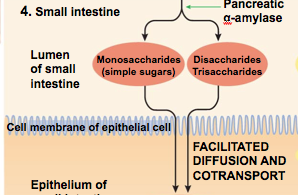 Pancreatic
α-amylase
4. Small intestine
Lumen
of small
intestine
Monosaccharides
(simple sugars)
Disaccharides
Trisaccharides
Cell membrane of epithelial cell
FACILITATED
DIFFUSION AND
COTRANSPORT
Epithelium of